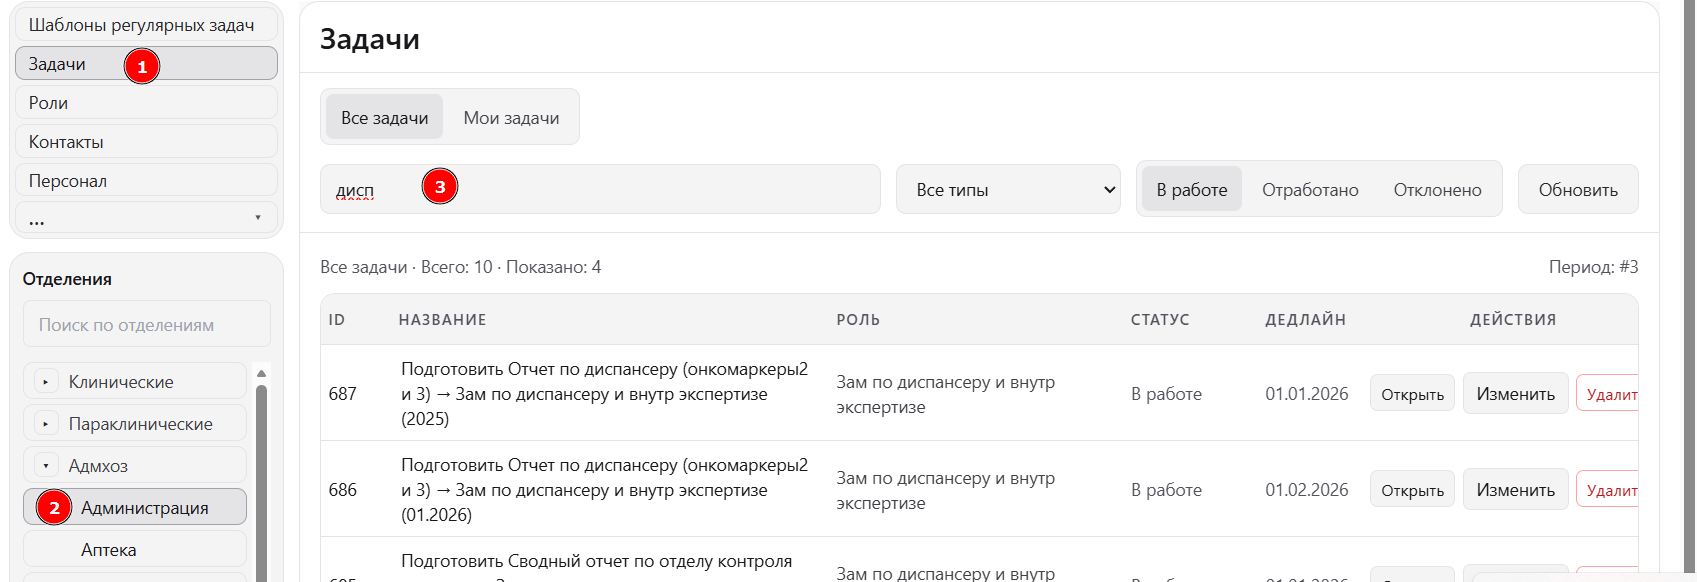 Шаблоны регулярных задач
Задачи
1
Роли
Контакты
Персонал
...
Отделения
Поиск по отделениям
Клинические
Параклинические
Адмхоз
2
Администрация
Аптека
Задачи
Все задачи
Мои задачи
дисп
3
Все типы
В работе
Отработано
Отклонено
Обновить
Все задачи · Всего: 10 · Показано: 4
Период: #3
ID НАЗВАНИЕ РОЛЬ СТАТУС ДЕДЛАЙН ДЕЙСТВИЯ
687
Подготовить Отчет по диспансеру (онкомаркеры2
и 3) → Зам по диспансеру и внутр экспертизе
(2025)
Зам по диспансеру и внутр
экспертизе
В работе
01.01.2026
Открыть
Изменить
Удалит
686
Подготовить Отчет по диспансеру (онкомаркеры2
и 3) → Зам по диспансеру и внутр экспертизе
(01.2026)
Зам по диспансеру и внутр
экспертизе
В работе
01.02.2026
Открыть
Изменить
Удалит
Подготовить Сводный отчет по отделу контроля
Зам по диспансеру и внутр